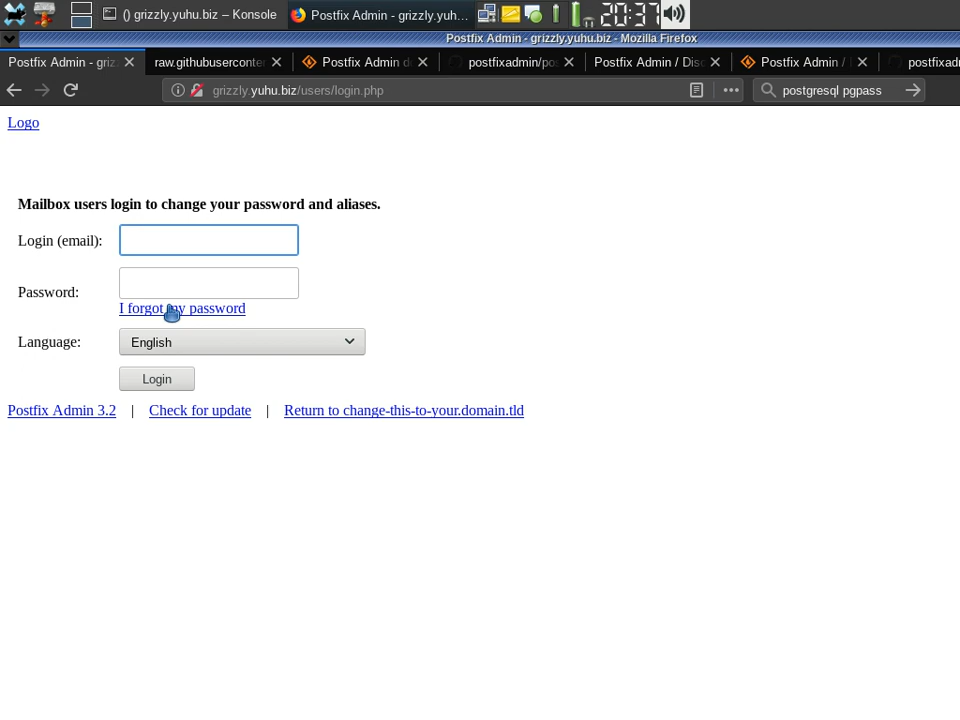 () grizzly.yuhu.biz – Konsole
Postfix Admin - grizzly.yuh...
20:37
Postfix Admin - grizzly.yuhu.biz - Mozilla Firefox
Postfix Admin - griz
raw.githubuserconte
Postfix Admin
postfixadmin/po
Postfix Admin / Dis
Postfix Admin /
postfixad
grizzly.yuhu.biz/users/login.php
postgresql pgpass
Logo
Mailbox users login to change your password and aliases.
Login (email):
Password:
I forgot my password
Language:
English
Login
Postfix Admin 3.2 | Check for update | Return to change-this-to-your.domain.tld